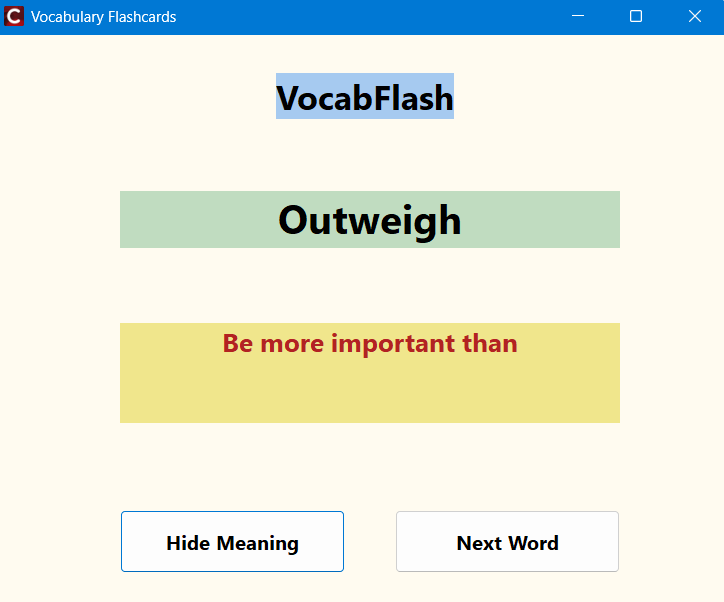 Vocabulary Flashcards
VocabFlash
Outweigh
Be more important than
Hide Meaning
Next Word